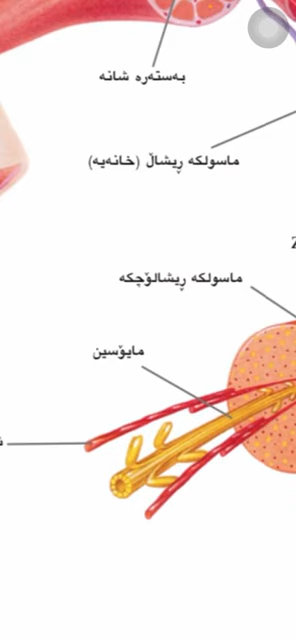 بەستەرە شانە
ماسولکە ڕیشاڵ (خانەیە)
ماسولکە ڕیشالۆچکە
مایۆسین